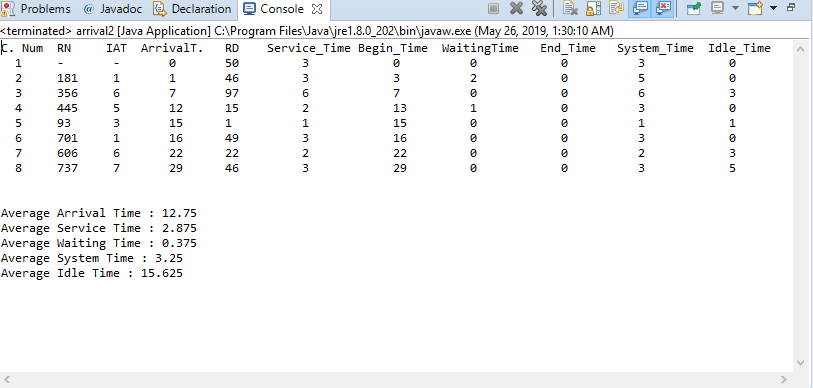 Problems @ Javadoc Declaration Console
<terminated> arrival2 [Java Application] C:\Program Files\Java\jre1.8.0_202\bin\javaw.exe (May 26, 2019, 1:30:10 AM)
C. Num RN IAT ArrivalT. RD Service_Time Begin_Time WaitingTime End_Time System_Time Idle_Time
1 - - 0 50 3 0 0 0 3 0
2 181 1 1 46 3 3 2 0 5 0
3 356 6 7 97 6 7 0 0 6 3
4 445 5 12 15 2 13 1 0 3 0
5 93 3 15 1 1 15 0 0 1 1
6 701 1 16 49 3 16 0 0 3 0
7 606 6 22 22 2 22 0 0 2 3
8 737 7 29 46 3 29 0 0 3 5
Average Arrival Time : 12.75
Average Service Time : 2.875
Average Waiting Time : 0.375
Average System Time : 3.25
Average Idle Time : 15.625